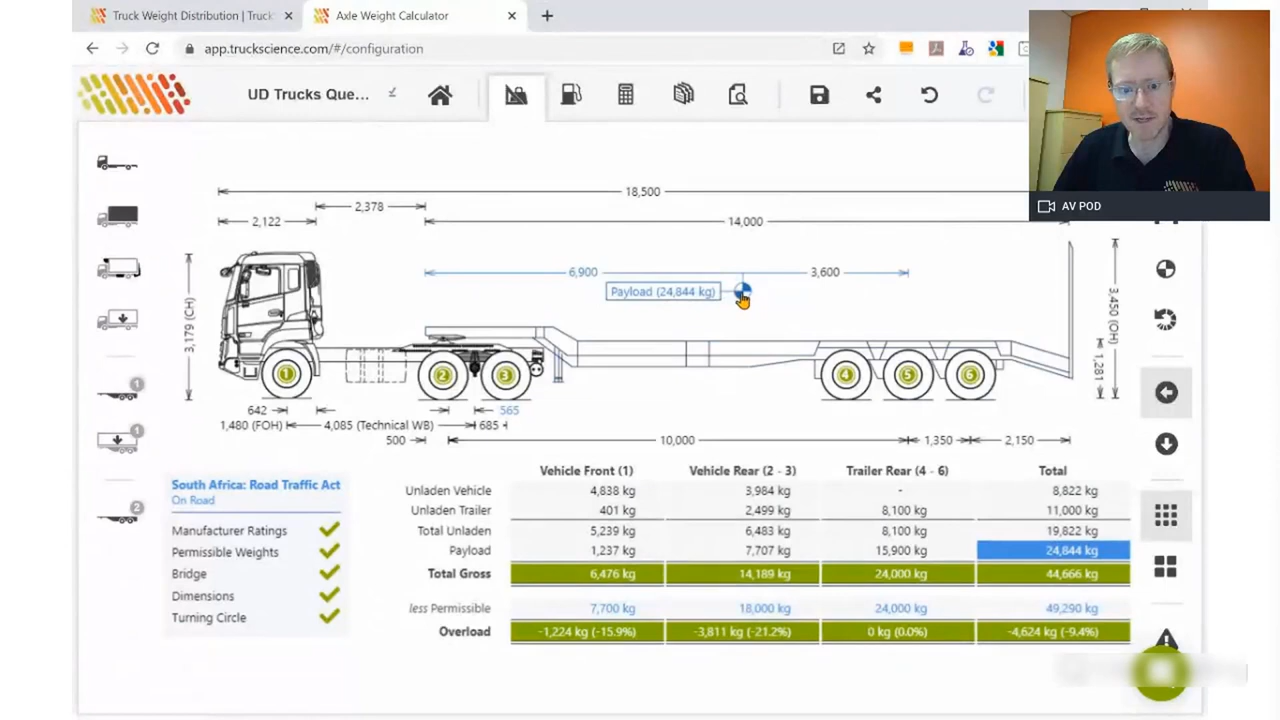 Truck Weight Distribution | Truck
Axle Weight Calculator
app.truckscience.com/#/configuration
UD Trucks Que...
AV POD
18,500
2,378
2,122
14,000
6,900
3,600
Payload (24,844 kg)
3,179 (CH)
3,450 (OH)
1,281
1
2
3
4
5
6
642
565
1,480 (FOH)
4,085 (Technical WB)
685
500
10,000
1,350
2,150
1
1
2
South Africa: Road Traffic Act
On Road
Manufacturer Ratings
Permissible Weights
Bridge
Dimensions
Turning Circle
Vehicle Front (1) Vehicle Rear (2 - 3) Trailer Rear (4 - 6) Total
Unladen Vehicle 4,838 kg 3,984 kg - 8,822 kg
Unladen Trailer 401 kg 2,499 kg 8,100 kg 11,000 kg
Total Unladen 5,239 kg 6,483 kg 8,100 kg 19,822 kg
Payload 1,237 kg 7,707 kg 15,900 kg 24,844 kg
Total Gross 6,476 kg 14,189 kg 24,000 kg 44,666 kg
less Permissible 7,700 kg 18,000 kg 24,000 kg 49,290 kg
Overload -1,224 kg (-15.9%) -3,811 kg (-21.2%) 0 kg (0.0%) -4,624 kg (-9.4%)